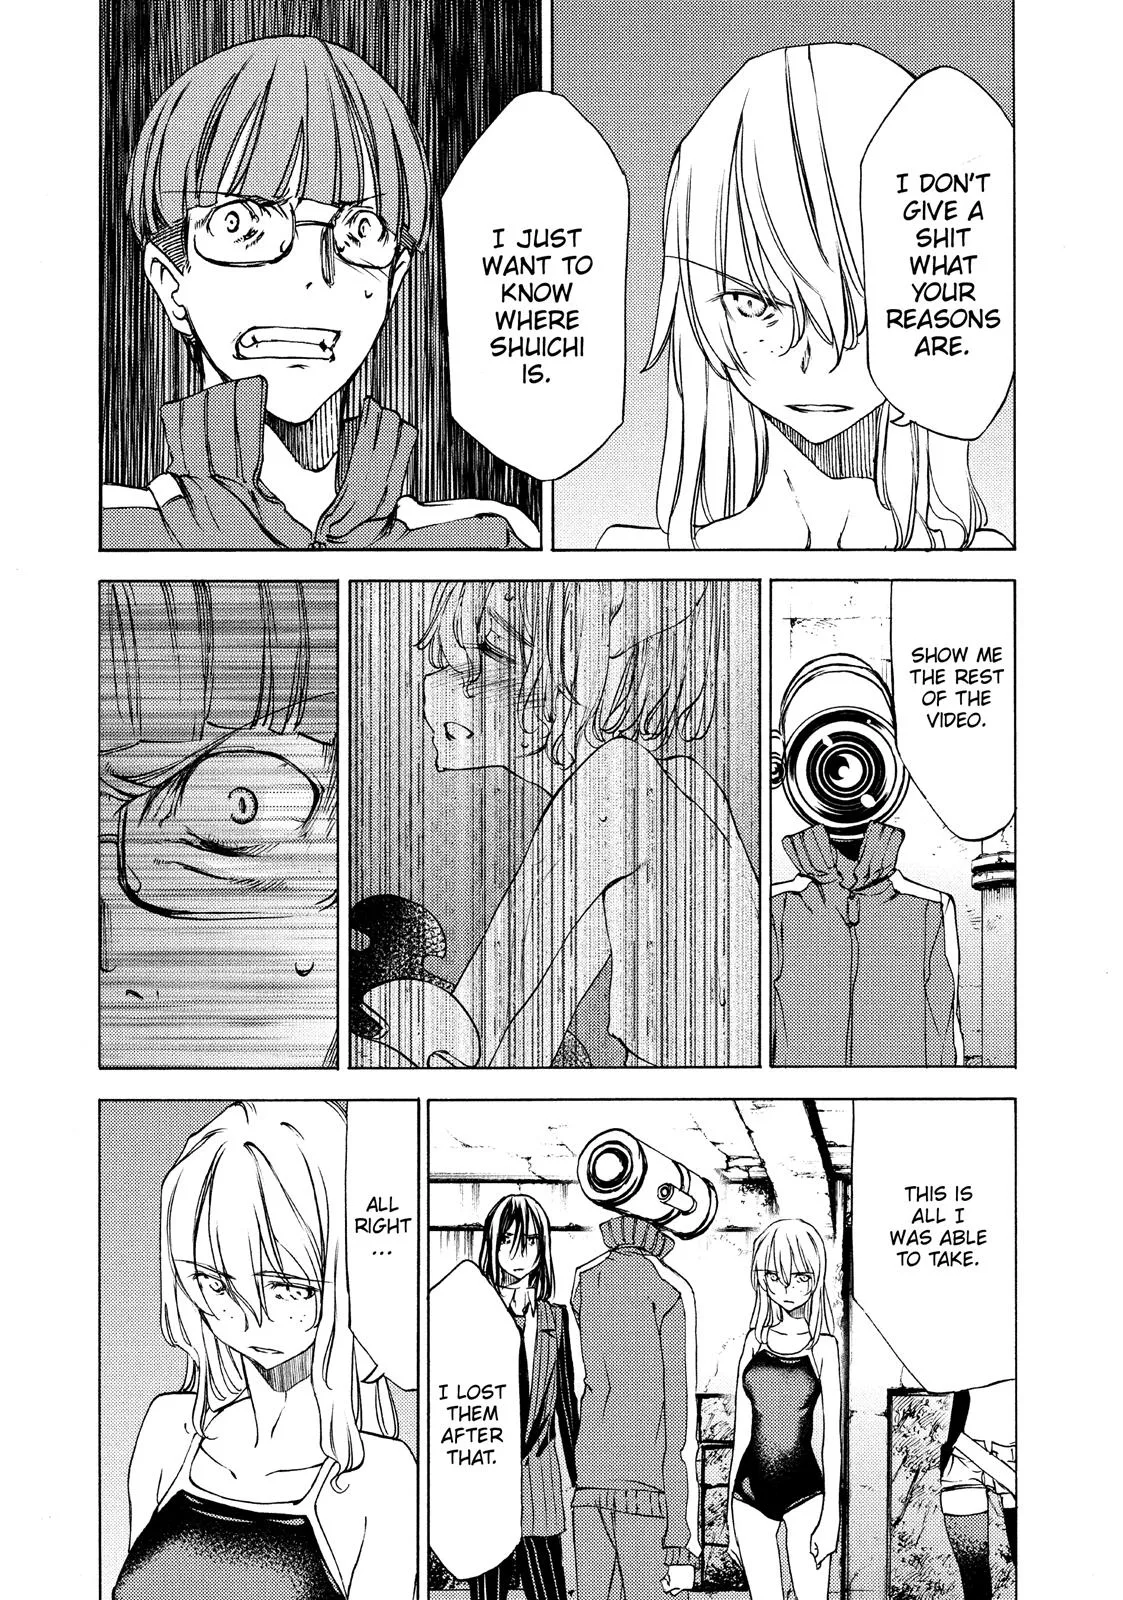 I DON'T
GIVE A
SHIT
WHAT
YOUR
REASONS
ARE.
I JUST
WANT TO
KNOW
WHERE
SHUICHI
IS.
SHOW ME
THE REST
OF THE
VIDEO.
THIS IS
ALL I
WAS ABLE
TO TAKE.
I LOST
THEM
AFTER
THAT.
ALL
RIGHT
...